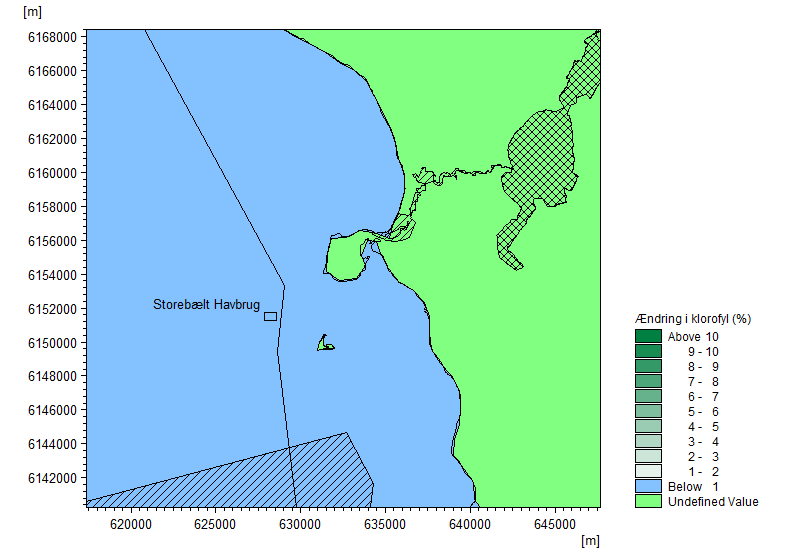 [m]
6168000
6166000
6164000
6162000
6160000
6158000
6156000
6154000
6152000
6150000
6148000
6146000
6144000
6142000
Storebælt Havbrug
620000 625000 630000 635000 640000 645000
[m]
Ændring i klorofyl (%)
Above 10
9 - 10
8 - 9
7 - 8
6 - 7
5 - 6
4 - 5
3 - 4
2 - 3
1 - 2
Below 1
Undefined Value